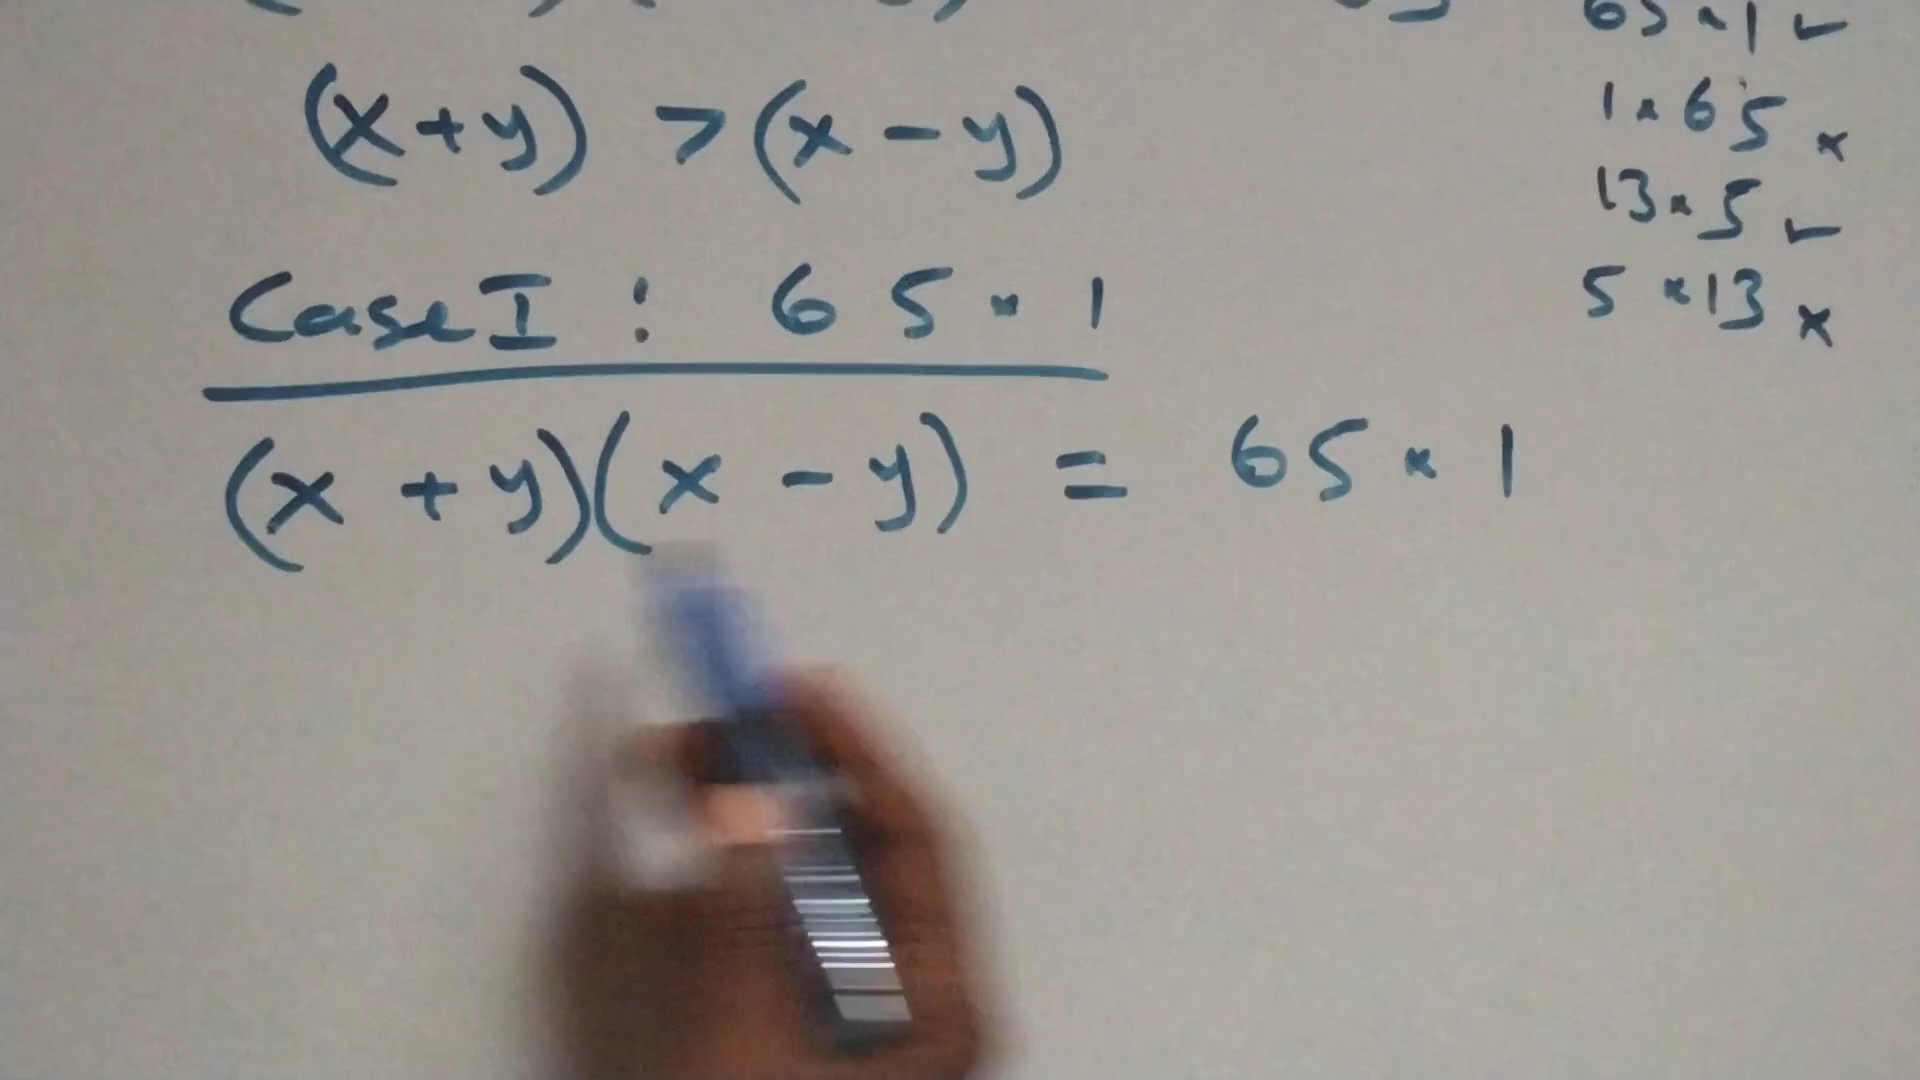 (x+y) > (x-y)
Case I : 65 × 1
(x + y)(x - y) = 65 × 1
65 × 1 ✓
1 × 65 ×
13 × 5 ✓
5 × 13 ×